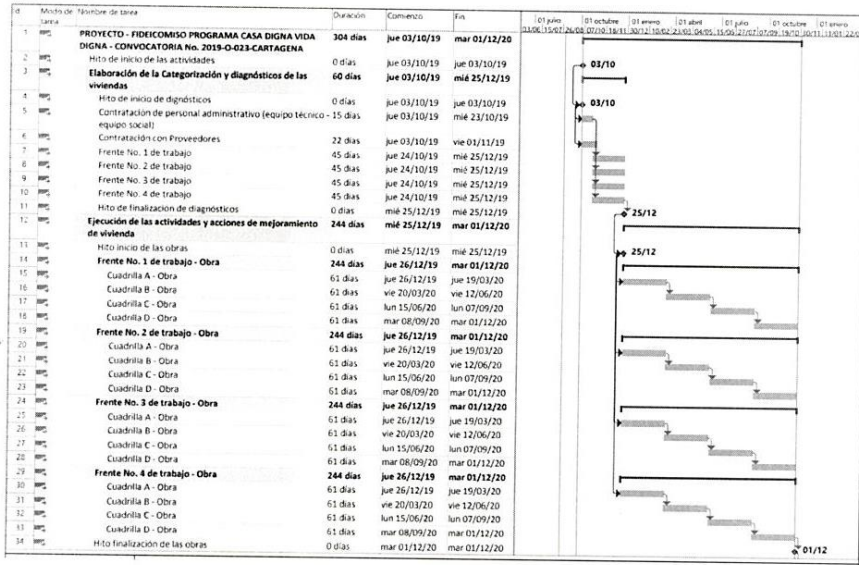 Id Modo de tarea Nombre de tarea Duración Comienzo Fin 01 julio 01 octubre 01 enero 01 abril 01 julio 01 octubre 01 enero
1 PROYECTO - FIDEICOMISO PROGRAMA CASA DIGNA VIDA 304 días jue 03/10/19 mar 01/12/20
DIGNA - CONVOCATORIA No. 2019-O-023-CARTAGENA
2 Hito de inicio de las actividades 0 días jue 03/10/19 jue 03/10/19 03/10
3 Elaboración de la Categorización y diagnósticos de las 60 días jue 03/10/19 mié 25/12/19
viviendas
4 Hito de inicio de dignósticos 0 días jue 03/10/19 jue 03/10/19 03/10
5 Contratación de personal administrativo (equipo técnico - 15 días jue 03/10/19 mié 23/10/19
equipo social)
6 Contratación con Proveedores 22 días jue 03/10/19 vie 01/11/19
7 Frente No. 1 de trabajo 45 días jue 24/10/19 mié 25/12/19
8 Frente No. 2 de trabajo 45 días jue 24/10/19 mié 25/12/19
9 Frente No. 3 de trabajo 45 días jue 24/10/19 mié 25/12/19
10 Frente No. 4 de trabajo 45 días jue 24/10/19 mié 25/12/19
11 Hito de finalización de diagnósticos 0 días mié 25/12/19 mié 25/12/19 25/12
12 Ejecución de las actividades y acciones de mejoramiento 244 días mié 25/12/19 mar 01/12/20
de vivienda
13 Hito inicio de las obras 0 días mié 25/12/19 mié 25/12/19 25/12
14 Frente No. 1 de trabajo - Obra 244 días jue 26/12/19 mar 01/12/20
15 Cuadrilla A - Obra 61 días jue 26/12/19 jue 19/03/20
16 Cuadrilla B - Obra 61 días vie 20/03/20 vie 12/06/20
17 Cuadrilla C - Obra 61 días lun 15/06/20 lun 07/09/20
18 Cuadrilla D - Obra 61 días mar 08/09/20 mar 01/12/20
19 Frente No. 2 de trabajo - Obra 244 días jue 26/12/19 mar 01/12/20
20 Cuadrilla A - Obra 61 días jue 26/12/19 jue 19/03/20
21 Cuadrilla B - Obra 61 días vie 20/03/20 vie 12/06/20
22 Cuadrilla C - Obra 61 días lun 15/06/20 lun 07/09/20
23 Cuadrilla D - Obra 61 días mar 08/09/20 mar 01/12/20
24 Frente No. 3 de trabajo - Obra 244 días jue 26/12/19 mar 01/12/20
25 Cuadrilla A - Obra 61 días jue 26/12/19 jue 19/03/20
26 Cuadrilla B - Obra 61 días vie 20/03/20 vie 12/06/20
27 Cuadrilla C - Obra 61 días lun 15/06/20 lun 07/09/20
28 Cuadrilla D - Obra 61 días mar 08/09/20 mar 01/12/20
29 Frente No. 4 de trabajo - Obra 244 días jue 26/12/19 mar 01/12/20
30 Cuadrilla A - Obra 61 días jue 26/12/19 jue 19/03/20
31 Cuadrilla B - Obra 61 días vie 20/03/20 vie 12/06/20
32 Cuadrilla C - Obra 61 días lun 15/06/20 lun 07/09/20
33 Cuadrilla D - Obra 61 días mar 08/09/20 mar 01/12/20
34 Hito finalización de las obras 0 días mar 01/12/20 mar 01/12/20 01/12